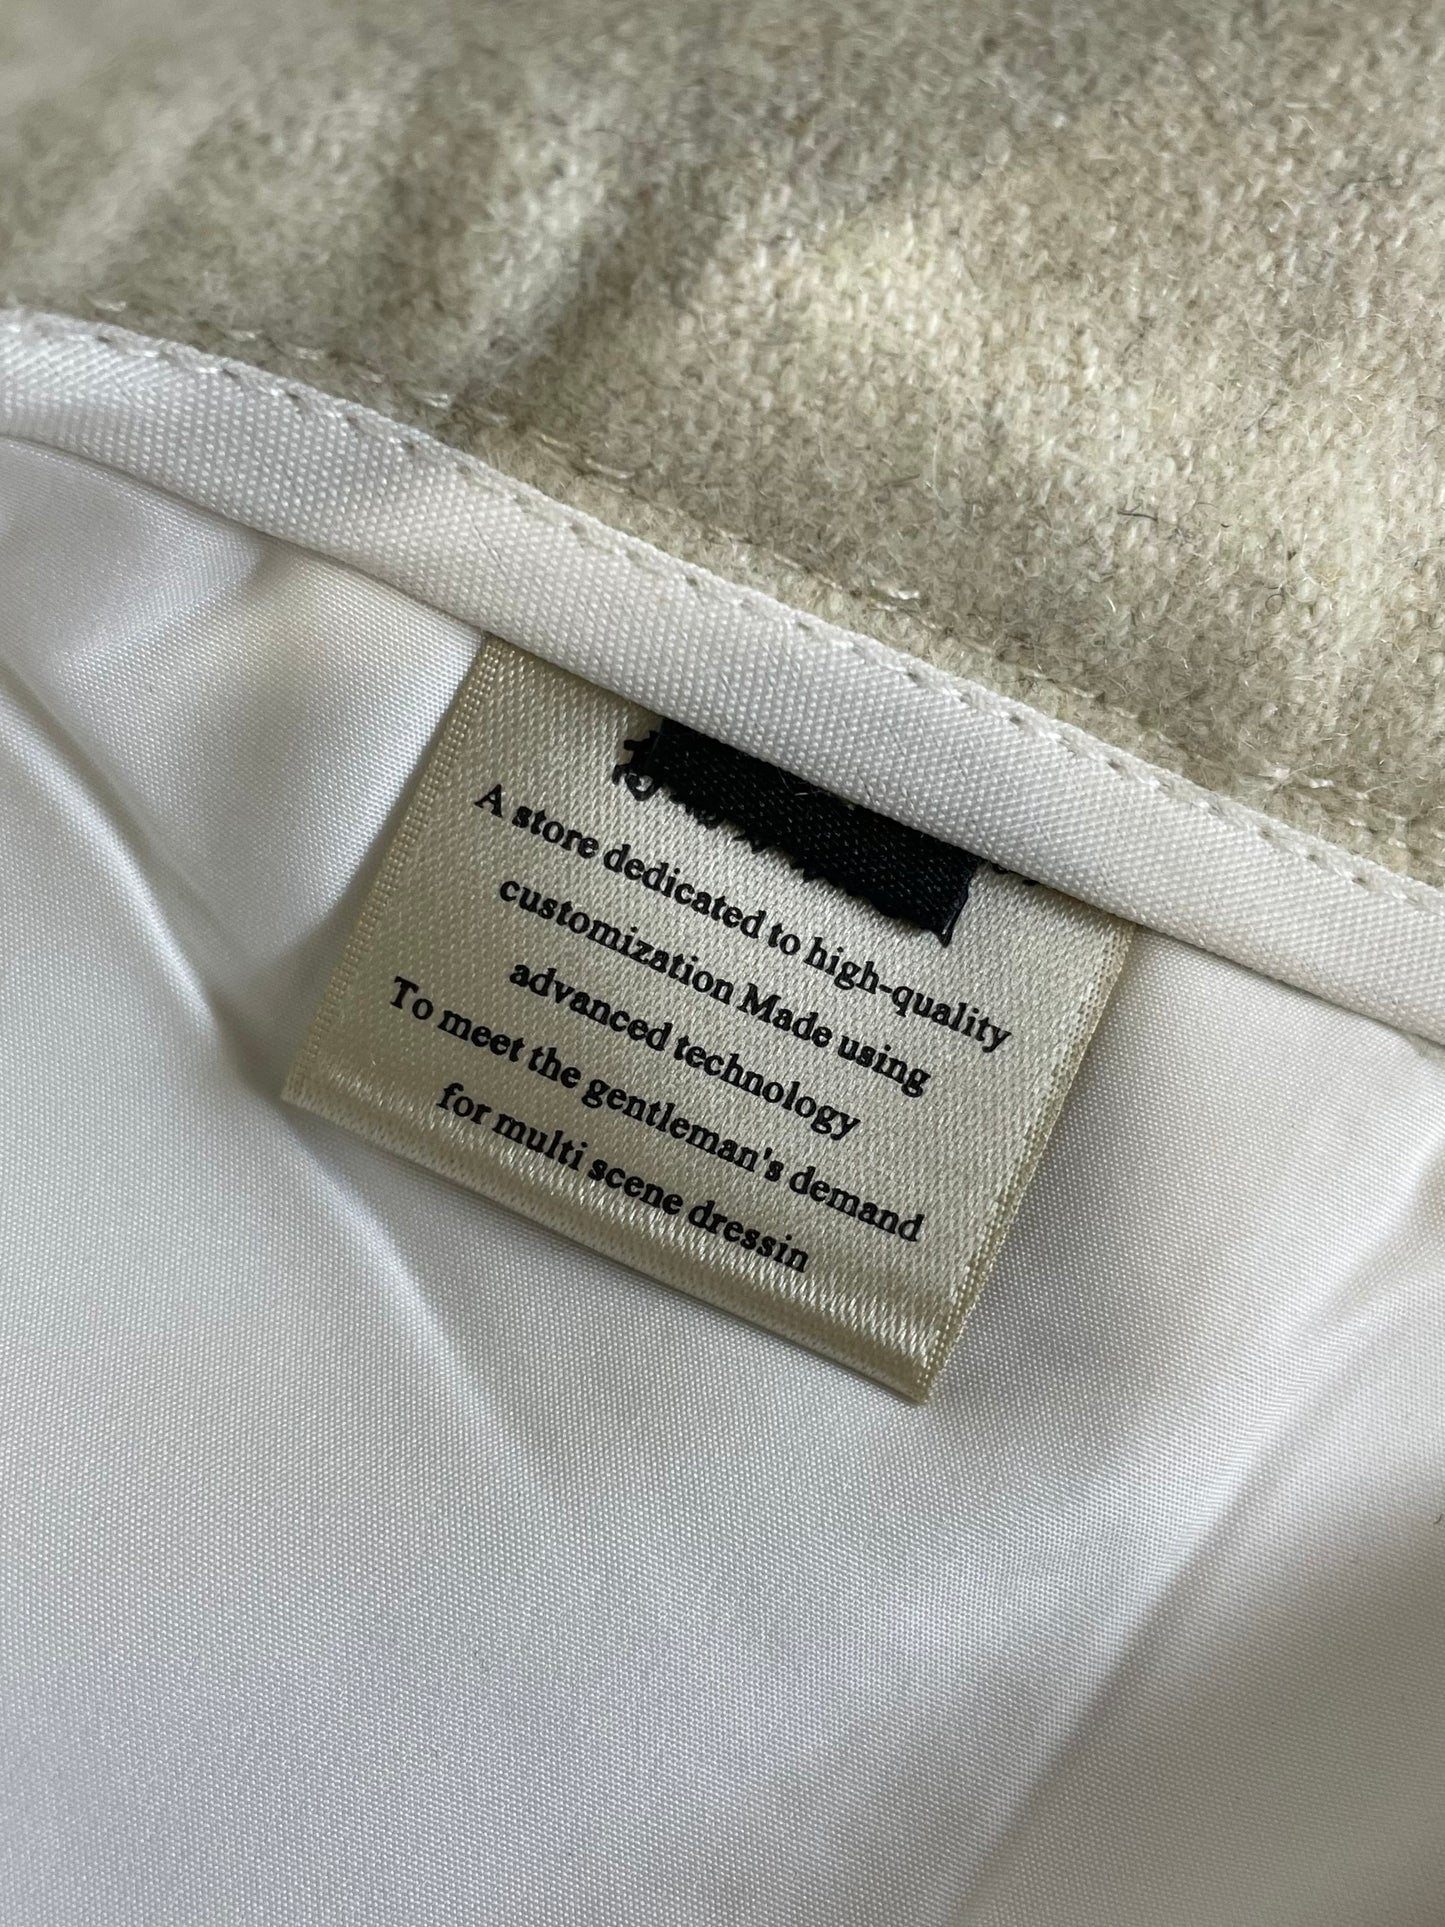 A store dedicated to high-quality
customization Made using
advanced technology
To meet the gentleman's demand
for multi scene dressin